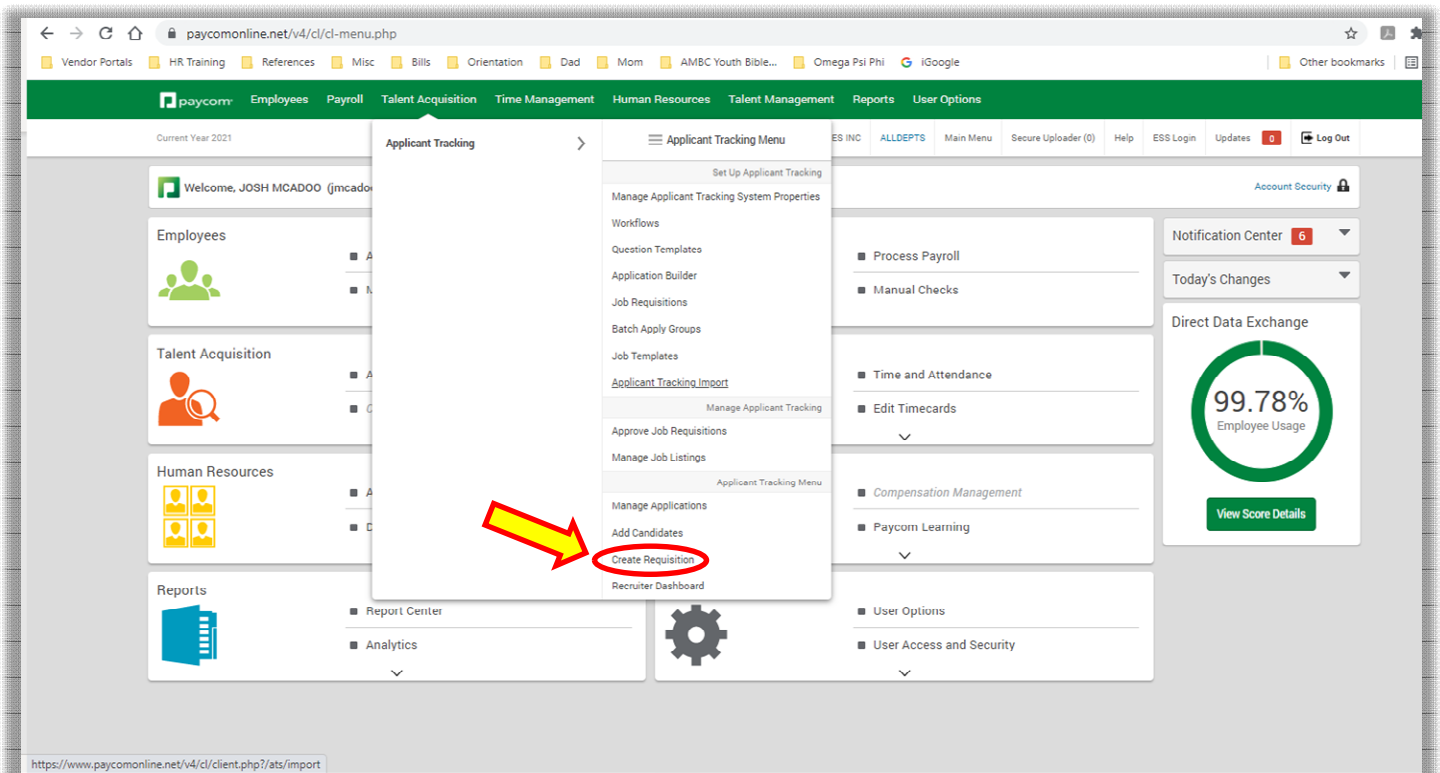 paycomonline.net/v4/cl/cl-menu.php
Vendor Portals HR Training References Misc Bills Orientation Dad Mom AMBC Youth Bible... Omega Psi Phi iGoogle Other bookmarks
paycom Employees Payroll Talent Acquisition Time Management Human Resources Talent Management Reports User Options
Current Year 2021
ES INC ALLDEPTS Main Menu Secure Uploader (0) Help ESS Login Updates 0 Log Out
Applicant Tracking
Applicant Tracking Menu
Set Up Applicant Tracking
Manage Applicant Tracking System Properties
Workflows
Question Templates
Application Builder
Job Requisitions
Batch Apply Groups
Job Templates
Applicant Tracking Import
Manage Applicant Tracking
Approve Job Requisitions
Manage Job Listings
Applicant Tracking Menu
Manage Applications
Add Candidates
Create Requisition
Recruiter Dashboard
Welcome, JOSH MCADOO (jmcadoo
Account Security
Employees
A
M
Process Payroll
Manual Checks
Talent Acquisition
A
Time and Attendance
Edit Timecards
Human Resources
A
D
Compensation Management
Paycom Learning
Reports
Report Center
Analytics
User Options
User Access and Security
Notification Center 6
Today's Changes
Direct Data Exchange
99.78%
Employee Usage
View Score Details
https://www.paycomonline.net/v4/cl/client.php?/ats/import